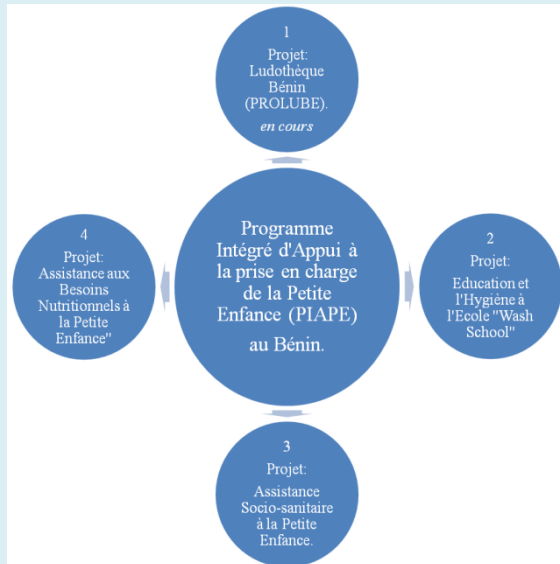 1
Projet:
Ludothèque
Bénin
(PROLUBE).
en cours
Programme
Intégré d'Appui à
la prise en charge
de la Petite
Enfance (PIAPE)
au Bénin.
2
Projet:
Education et
l'Hygiène à
l'Ecole "Wash
School"
3
Projet:
Assistance
Socio-sanitaire
à la Petite
Enfance.
4
Projet:
Assistance aux
Besoins
Nutritionnels à
la Petite
Enfance"